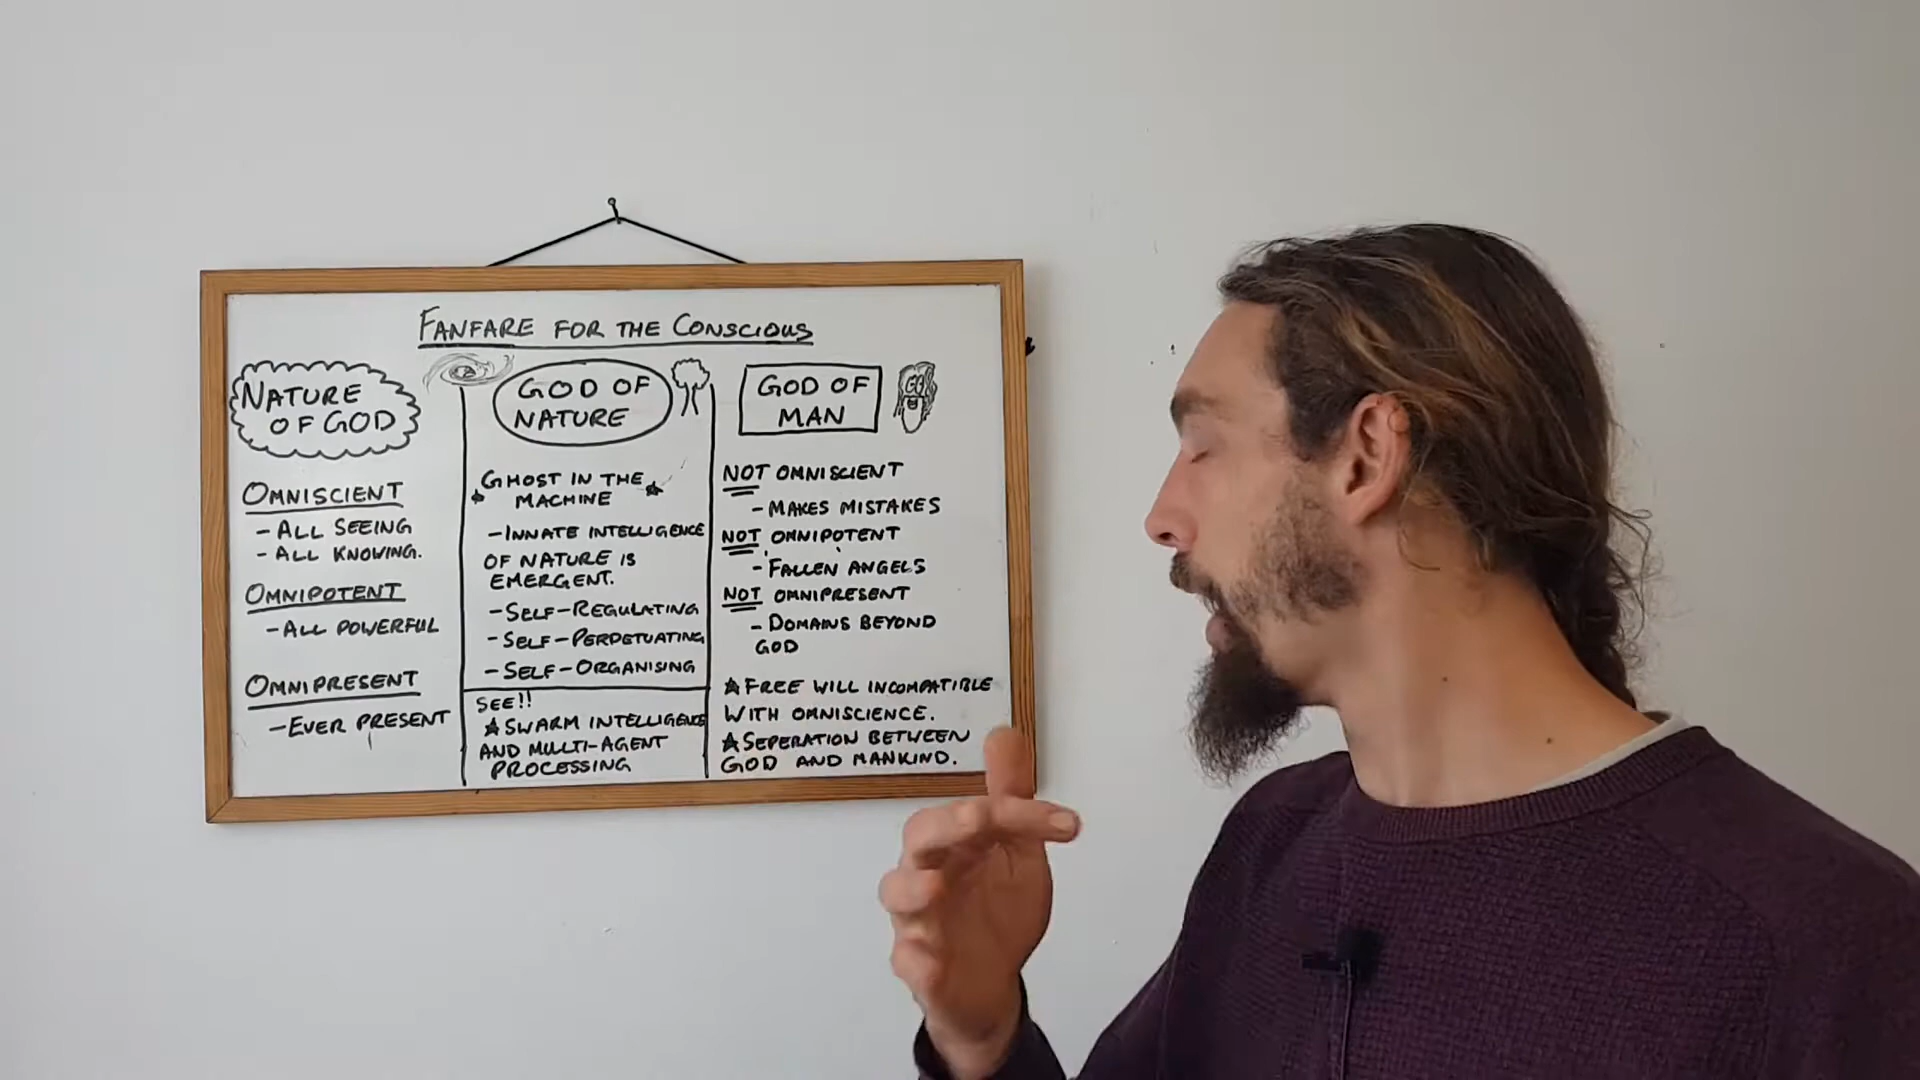 FANFARE FOR THE CONSCIOUS
NATURE
OF GOD
OMNISCIENT
- ALL SEEING
- ALL KNOWING.
OMNIPOTENT
- ALL POWERFUL
OMNIPRESENT
- EVER PRESENT
GOD OF
NATURE
GHOST IN THE
MACHINE
- INNATE INTELLIGENCE
OF NATURE IS
EMERGENT.
- SELF-REGULATING
- SELF-PERPETUATING
- SELF-ORGANISING
SEE!!
★ SWARM INTELLIGENCE
AND MULTI-AGENT
PROCESSING
GOD OF
MAN
NOT OMNISCIENT
- MAKES MISTAKES
NOT OMNIPOTENT
- FALLEN ANGELS
NOT OMNIPRESENT
- DOMAINS BEYOND
GOD
★ FREE WILL INCOMPATIBLE
WITH OMNISCIENCE.
★ SEPERATION BETWEEN
GOD AND MANKIND.